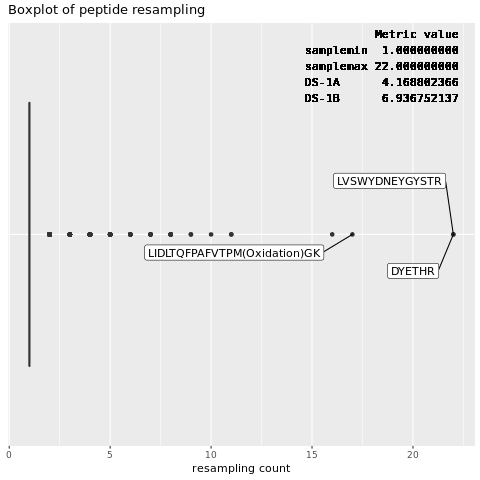 Boxplot of peptide resampling
Metric value
samplemin 1.000000000
samplemax 22.000000000
DS-1A 4.168802366
DS-1B 6.936752137
LVSWYDNEYGYSTR
LIDLTQFPAFVTPM(Oxidation)GK
DYETHR
0 5 10 15 20
resampling count